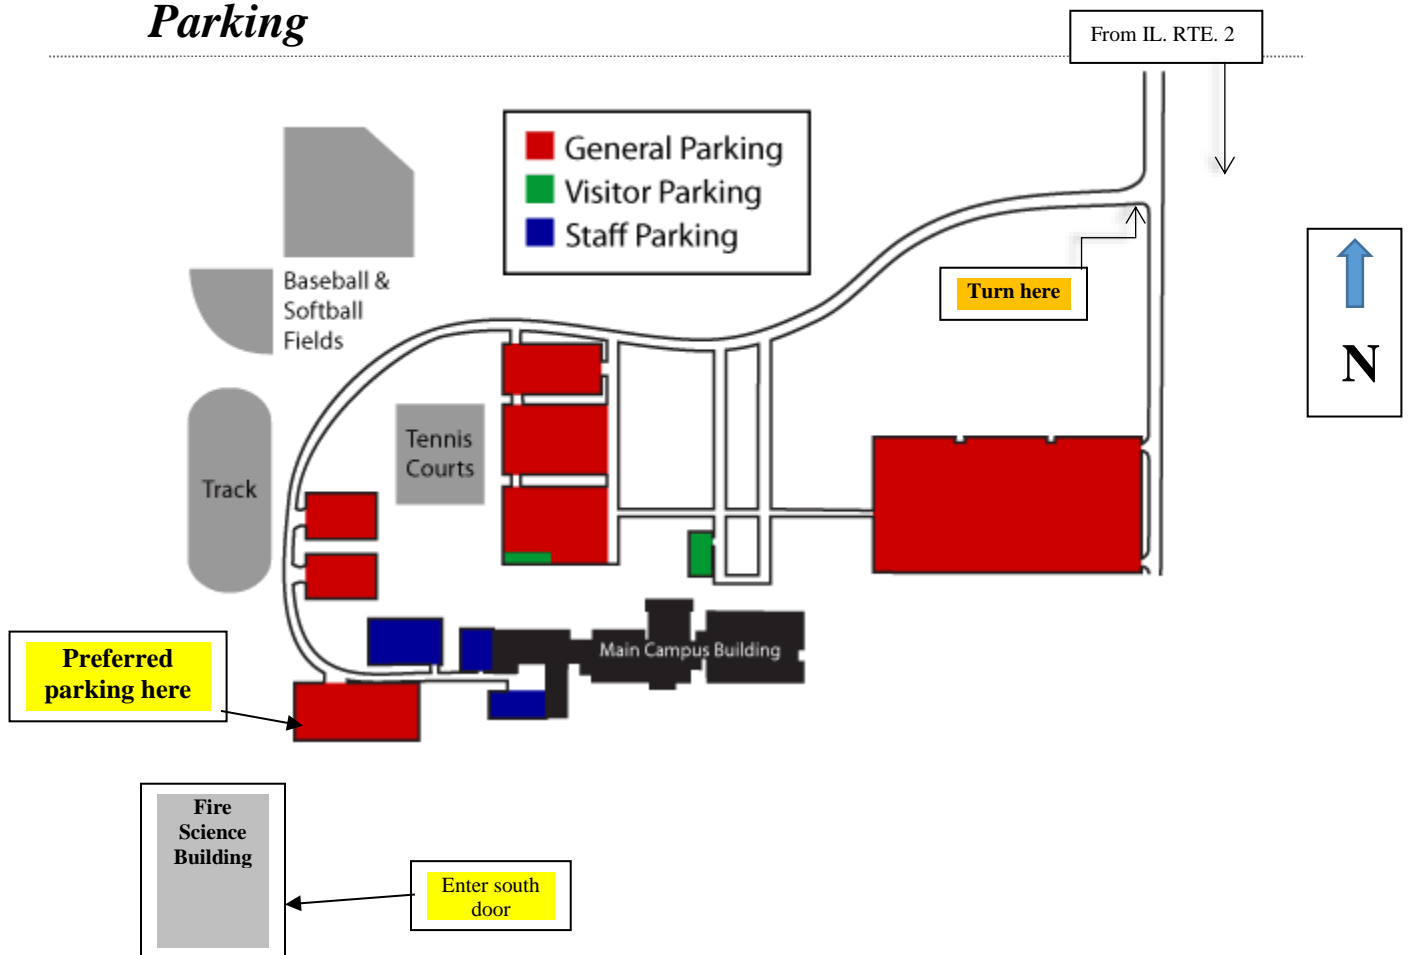 Parking
From IL. RTE. 2
General Parking
Visitor Parking
Staff Parking
Baseball &
Softball
Fields
Turn here
N
Tennis
Courts
Track
Main Campus Building
Preferred
parking here
Fire
Science
Building
Enter south
door